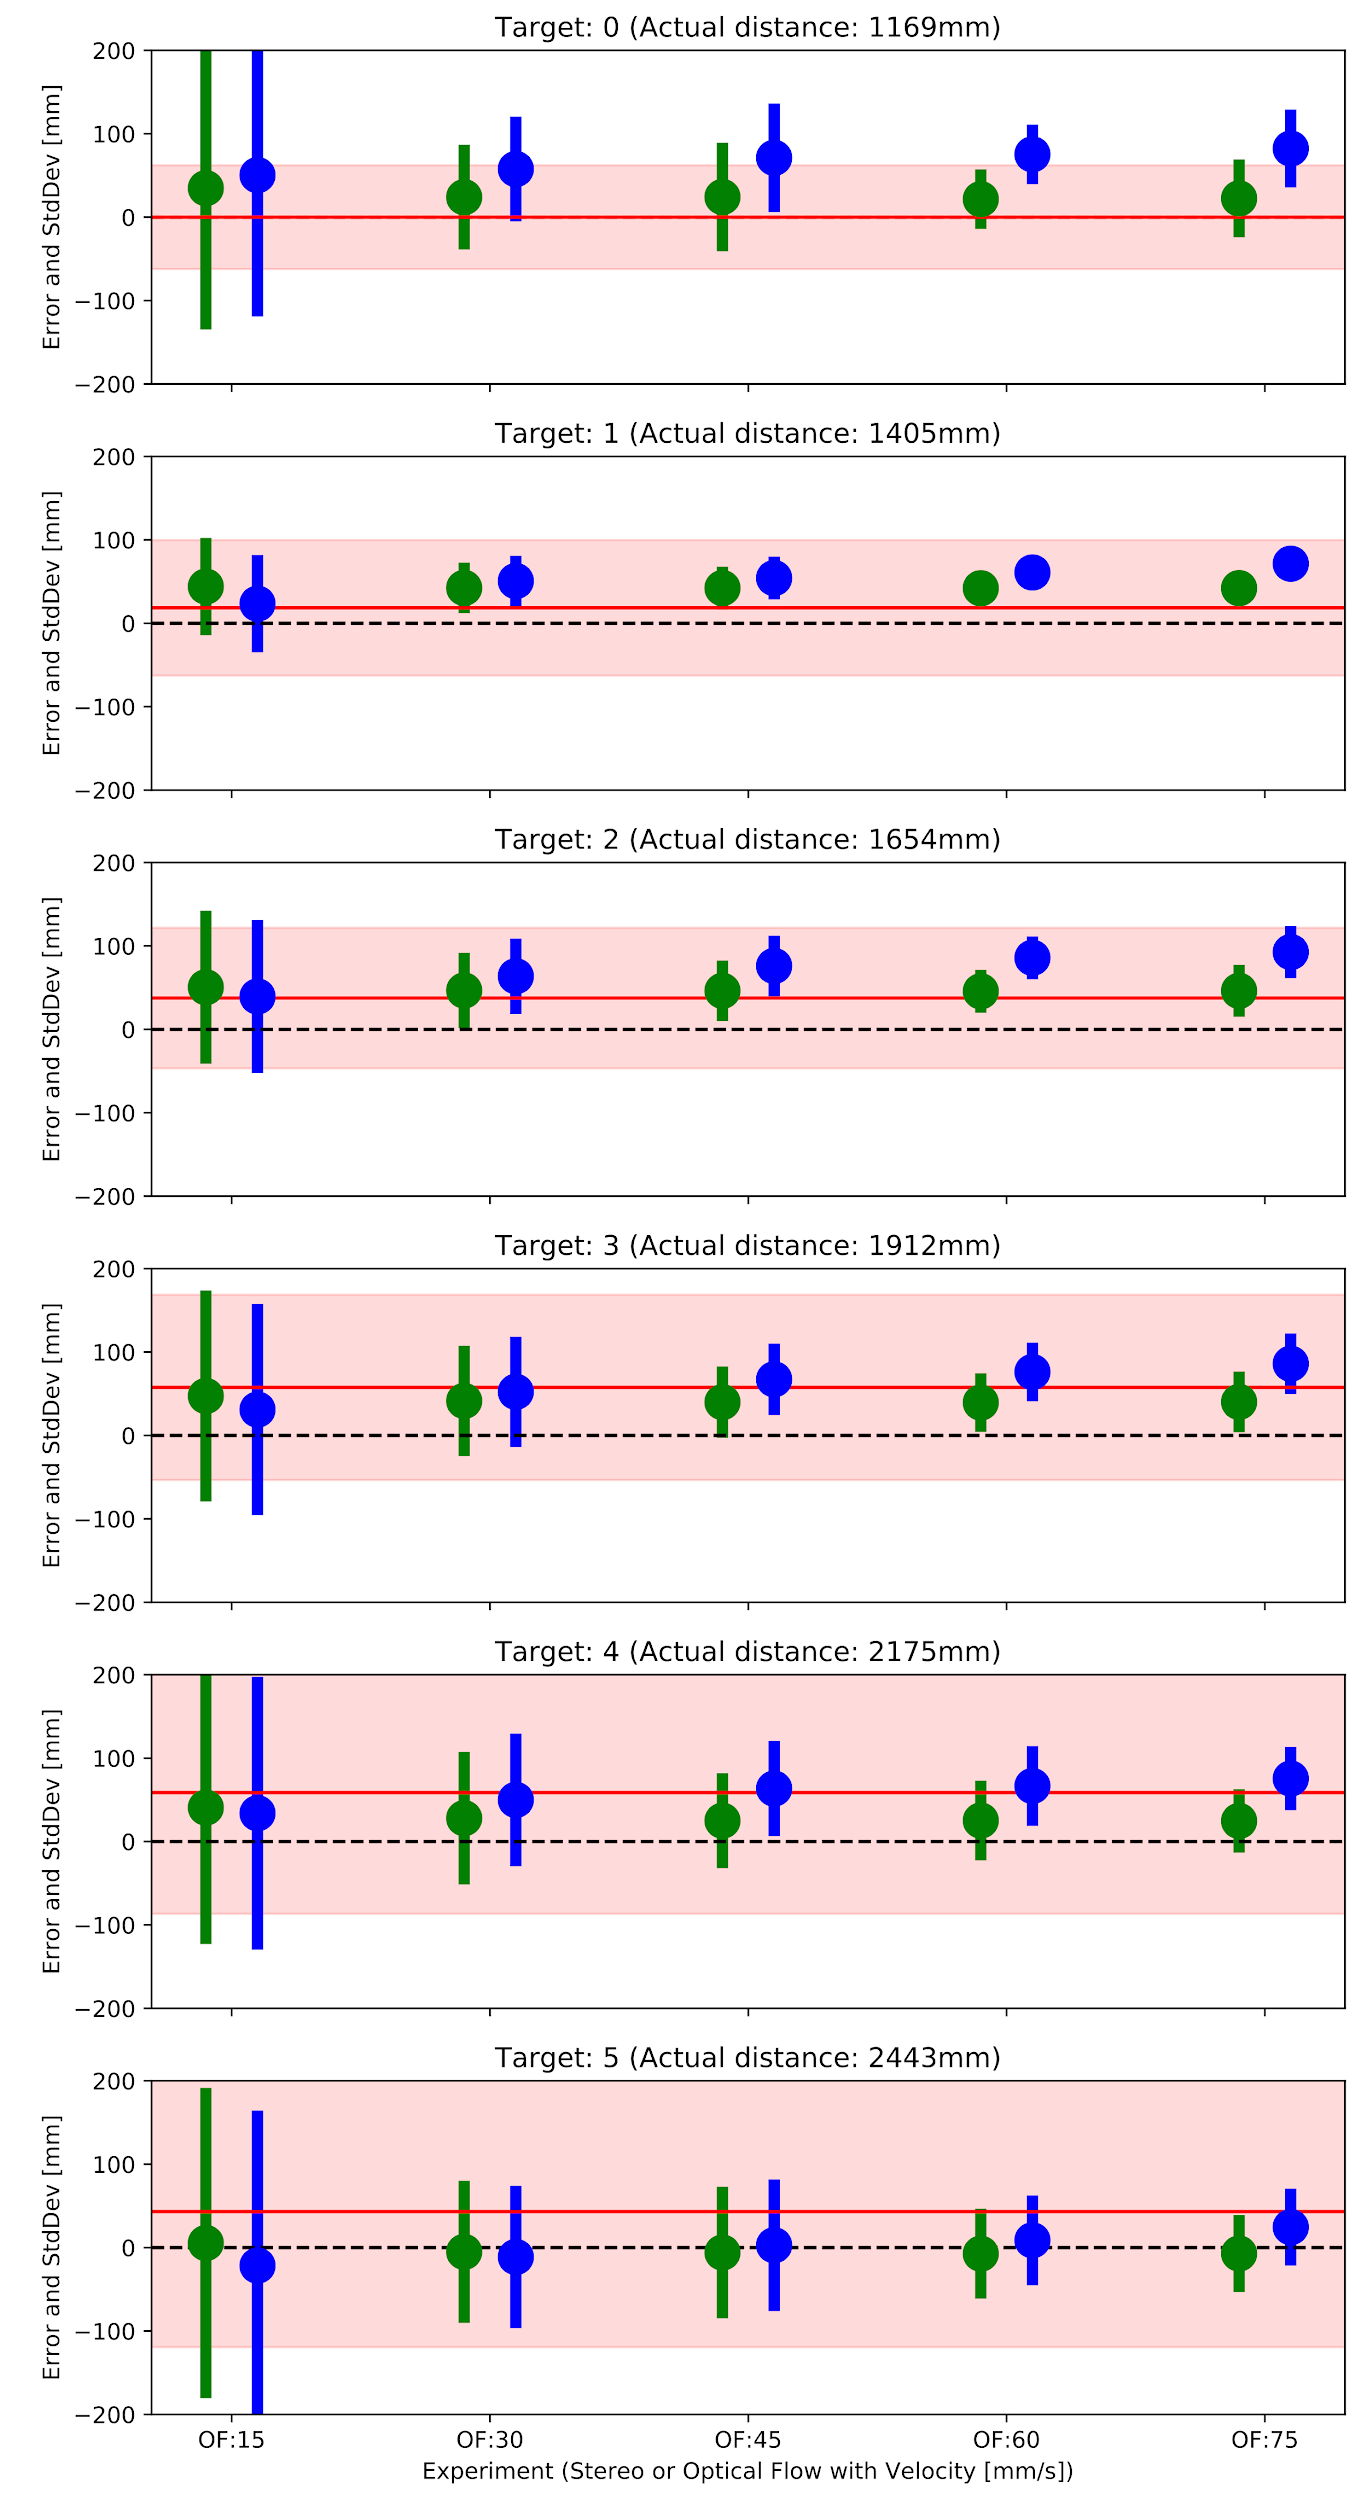 Target: 0 (Actual distance: 1169mm)
200
100
0
−100
−200
Error and StdDev [mm]
Target: 1 (Actual distance: 1405mm)
200
100
0
−100
−200
Error and StdDev [mm]
Target: 2 (Actual distance: 1654mm)
200
100
0
−100
−200
Error and StdDev [mm]
Target: 3 (Actual distance: 1912mm)
200
100
0
−100
−200
Error and StdDev [mm]
Target: 4 (Actual distance: 2175mm)
200
100
0
−100
−200
Error and StdDev [mm]
Target: 5 (Actual distance: 2443mm)
200
100
0
−100
−200
Error and StdDev [mm]
OF:15 OF:30 OF:45 OF:60 OF:75
Experiment (Stereo or Optical Flow with Velocity [mm/s])